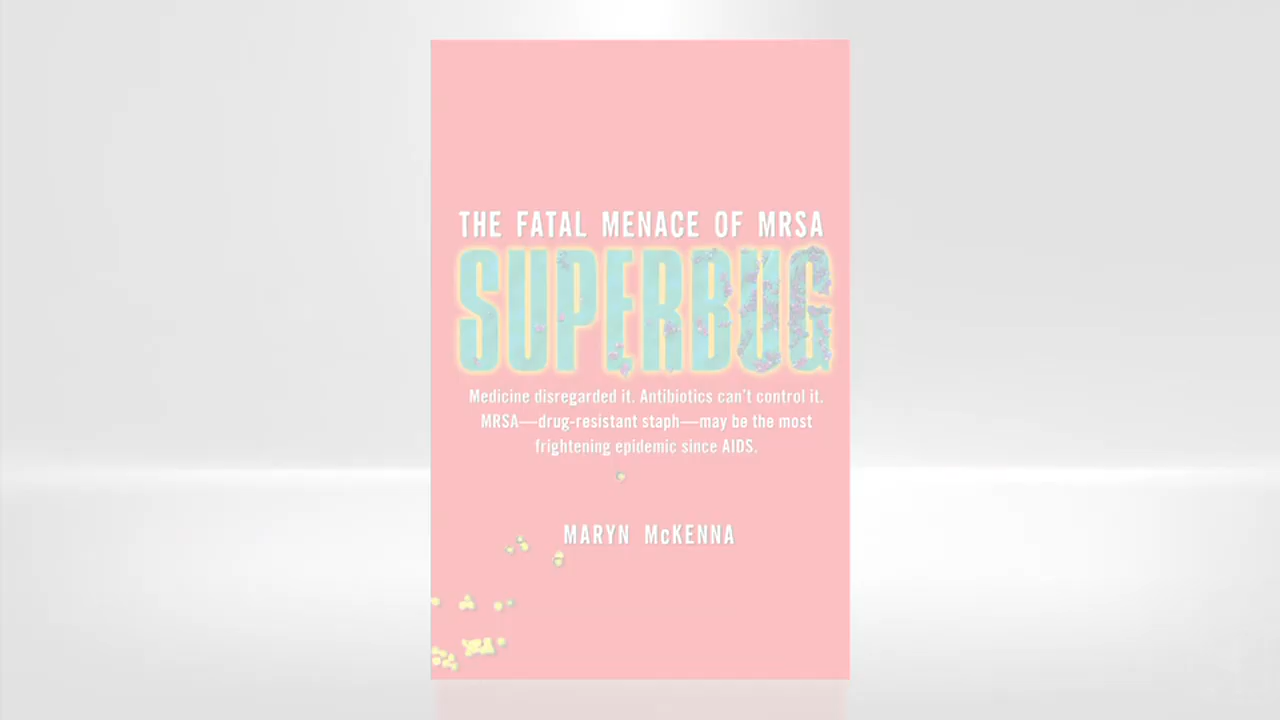 THE FATAL MENACE OF MRSA
SUPERBUG
Medicine disregarded it. Antibiotics can't control it.
MRSA—drug-resistant staph—may be the most
frightening epidemic since AIDS.
MARYN McKENNA